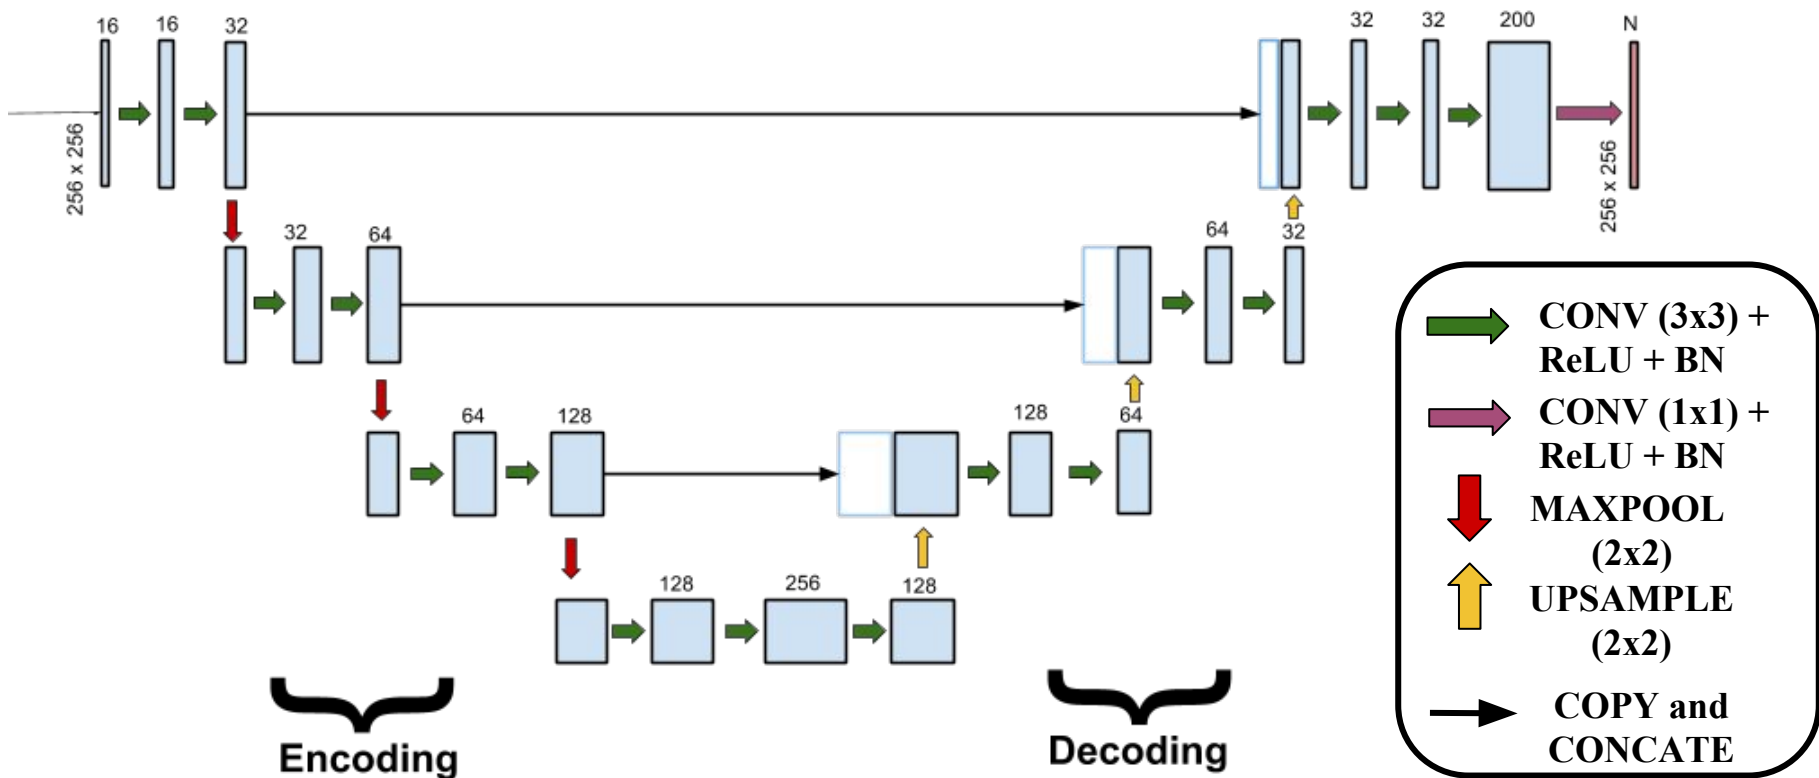 16
16
32
32
32
200
N
256 x 256
256 x 256
32
64
64
32
64
128
128
64
128
256
128
CONV (3x3) +
ReLU + BN
CONV (1x1) +
ReLU + BN
MAXPOOL
(2x2)
UPSAMPLE
(2x2)
COPY and
CONCATE
Encoding
Decoding